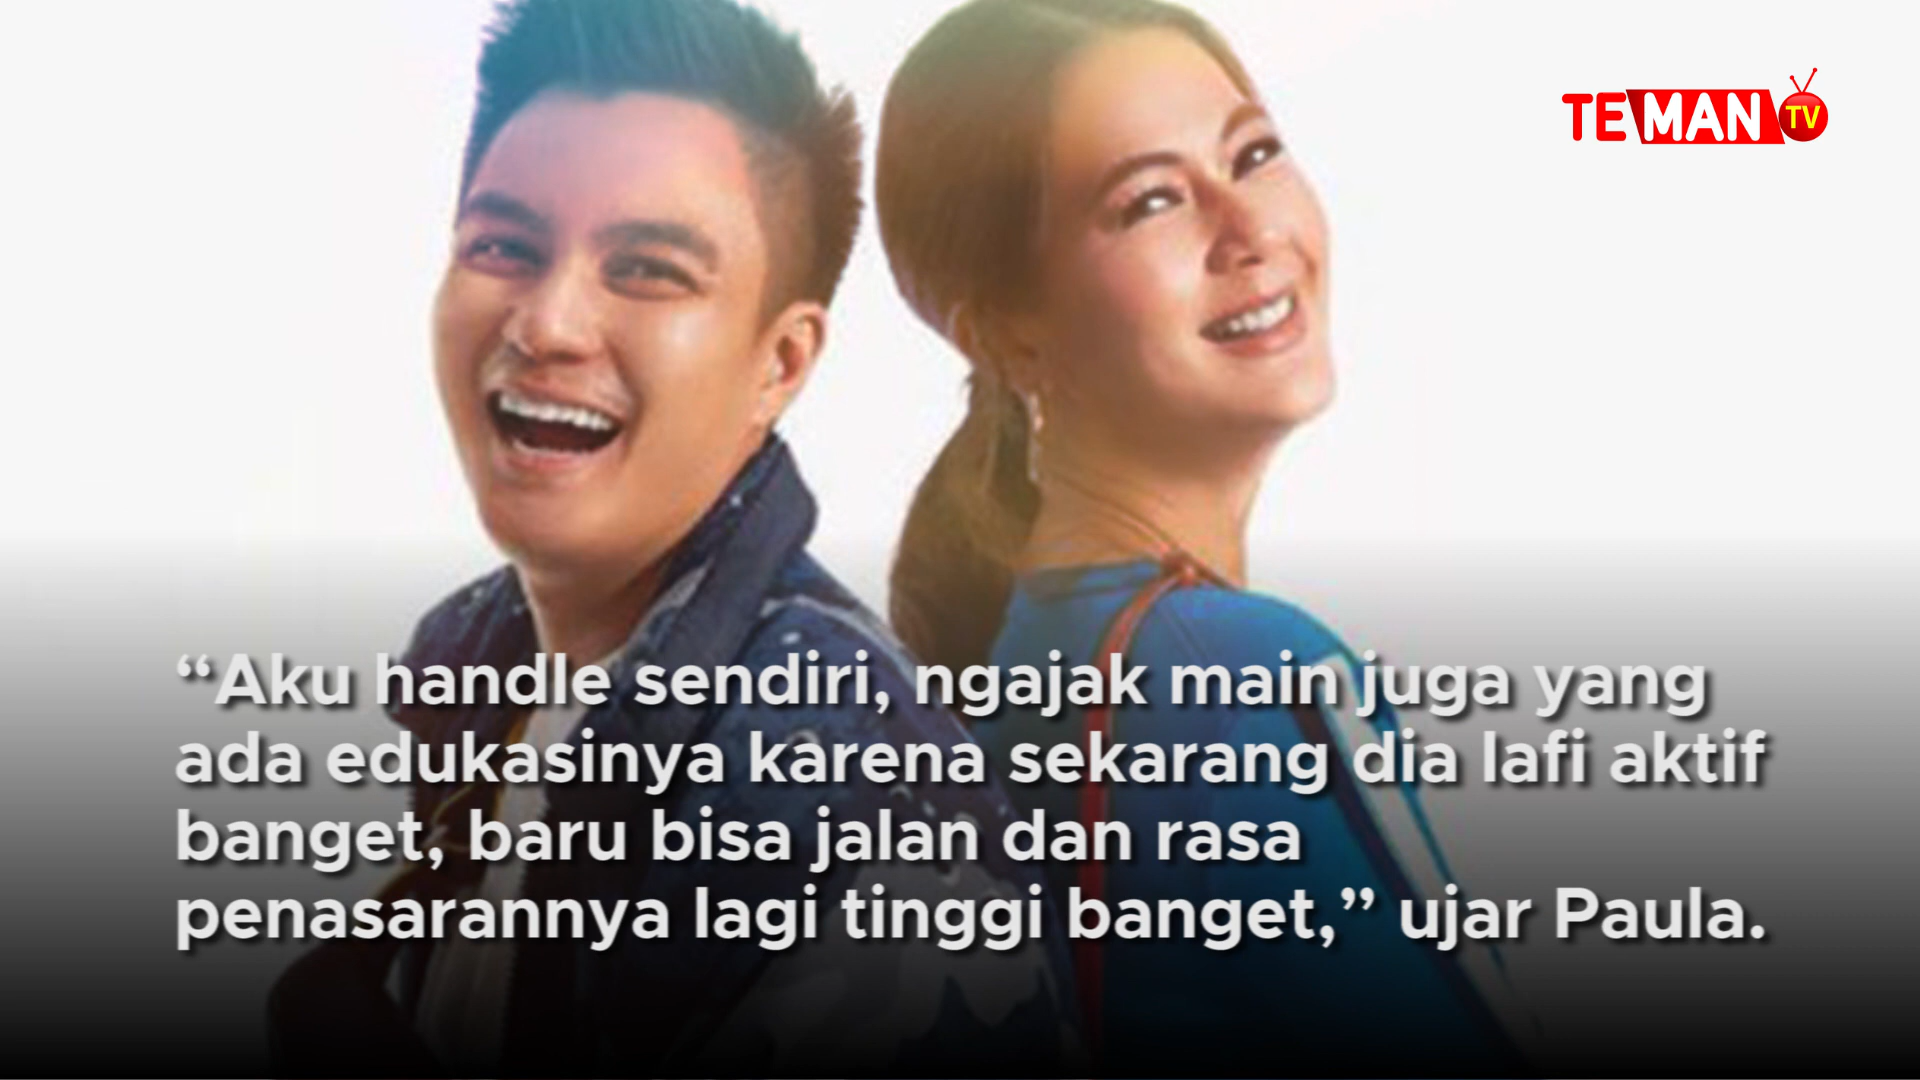 TEMAN TV
“Aku handle sendiri, ngajak main juga yang
ada edukasinya karena sekarang dia lafi aktif
banget, baru bisa jalan dan rasa
penasarannya lagi tinggi banget,” ujar Paula.